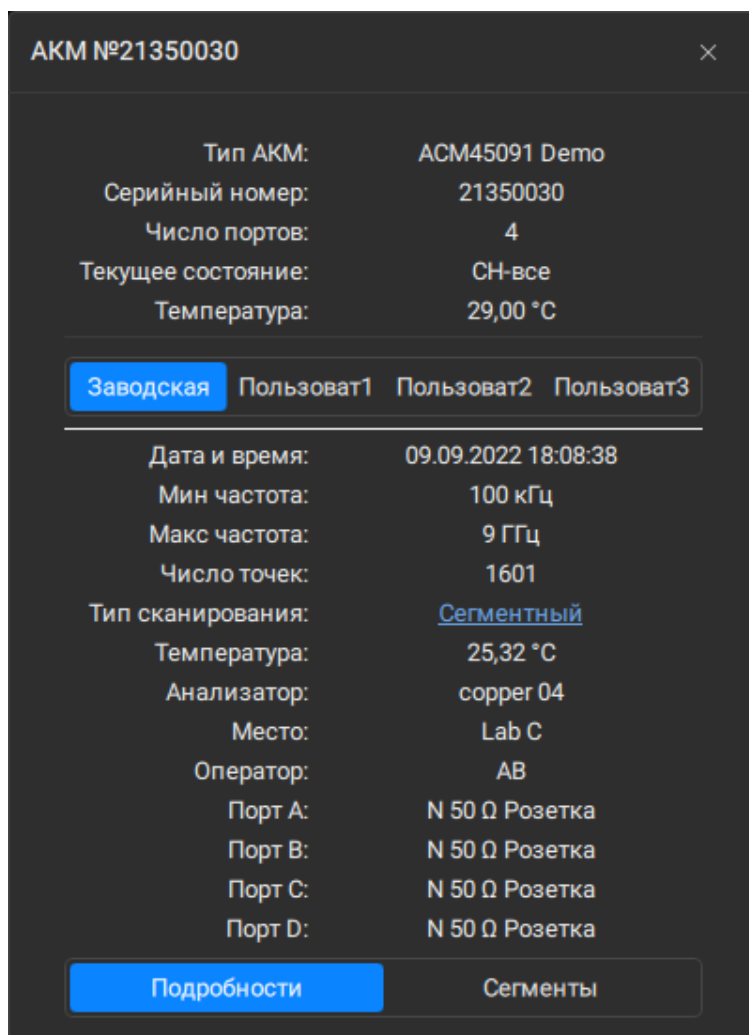 АКМ №21350030 ×
Тип АКМ: ACM45091 Demo
Серийный номер: 21350030
Число портов: 4
Текущее состояние: СН-все
Температура: 29,00 °C
Заводская Пользоват1 Пользоват2 Пользоват3
Дата и время: 09.09.2022 18:08:38
Мин частота: 100 кГц
Макс частота: 9 ГГц
Число точек: 1601
Тип сканирования: Сегментный
Температура: 25,32 °C
Анализатор: copper 04
Место: Lab C
Оператор: AB
Порт A: N 50 Ω Розетка
Порт B: N 50 Ω Розетка
Порт C: N 50 Ω Розетка
Порт D: N 50 Ω Розетка
Подробности Сегменты